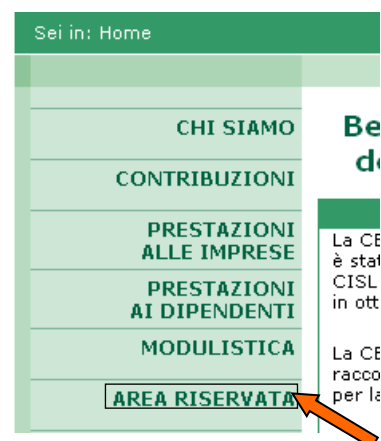 Sei in: Home
CHI SIAMO
CONTRIBUZIONI
PRESTAZIONI
ALLE IMPRESE
PRESTAZIONI
AI DIPENDENTI
MODULISTICA
AREA RISERVATA
Be
d
La CE
è stat
CISL
in ott
La CE
racco
per la